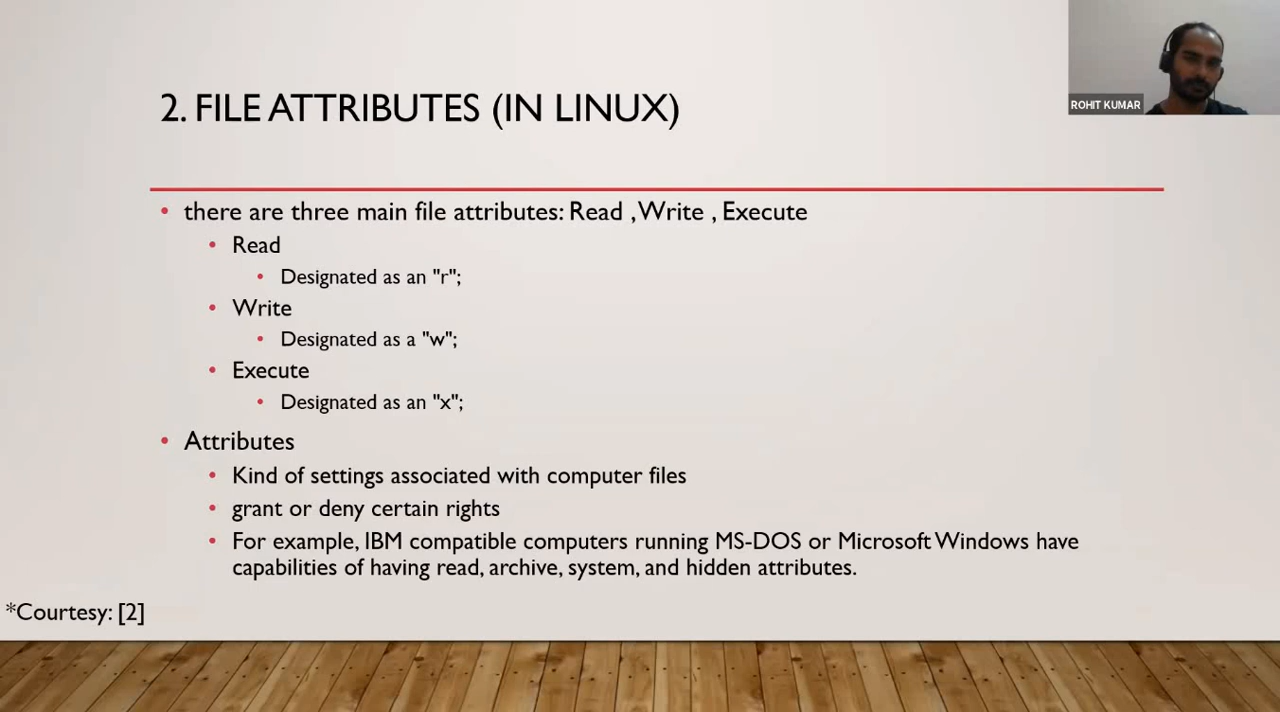 ROHIT KUMAR
2. FILE ATTRIBUTES (IN LINUX)
• there are three main file attributes: Read , Write , Execute
• Read
• Designated as an "r";
• Write
• Designated as a "w";
• Execute
• Designated as an "x";
• Attributes
• Kind of settings associated with computer files
• grant or deny certain rights
• For example, IBM compatible computers running MS-DOS or Microsoft Windows have
capabilities of having read, archive, system, and hidden attributes.
*Courtesy: [2]